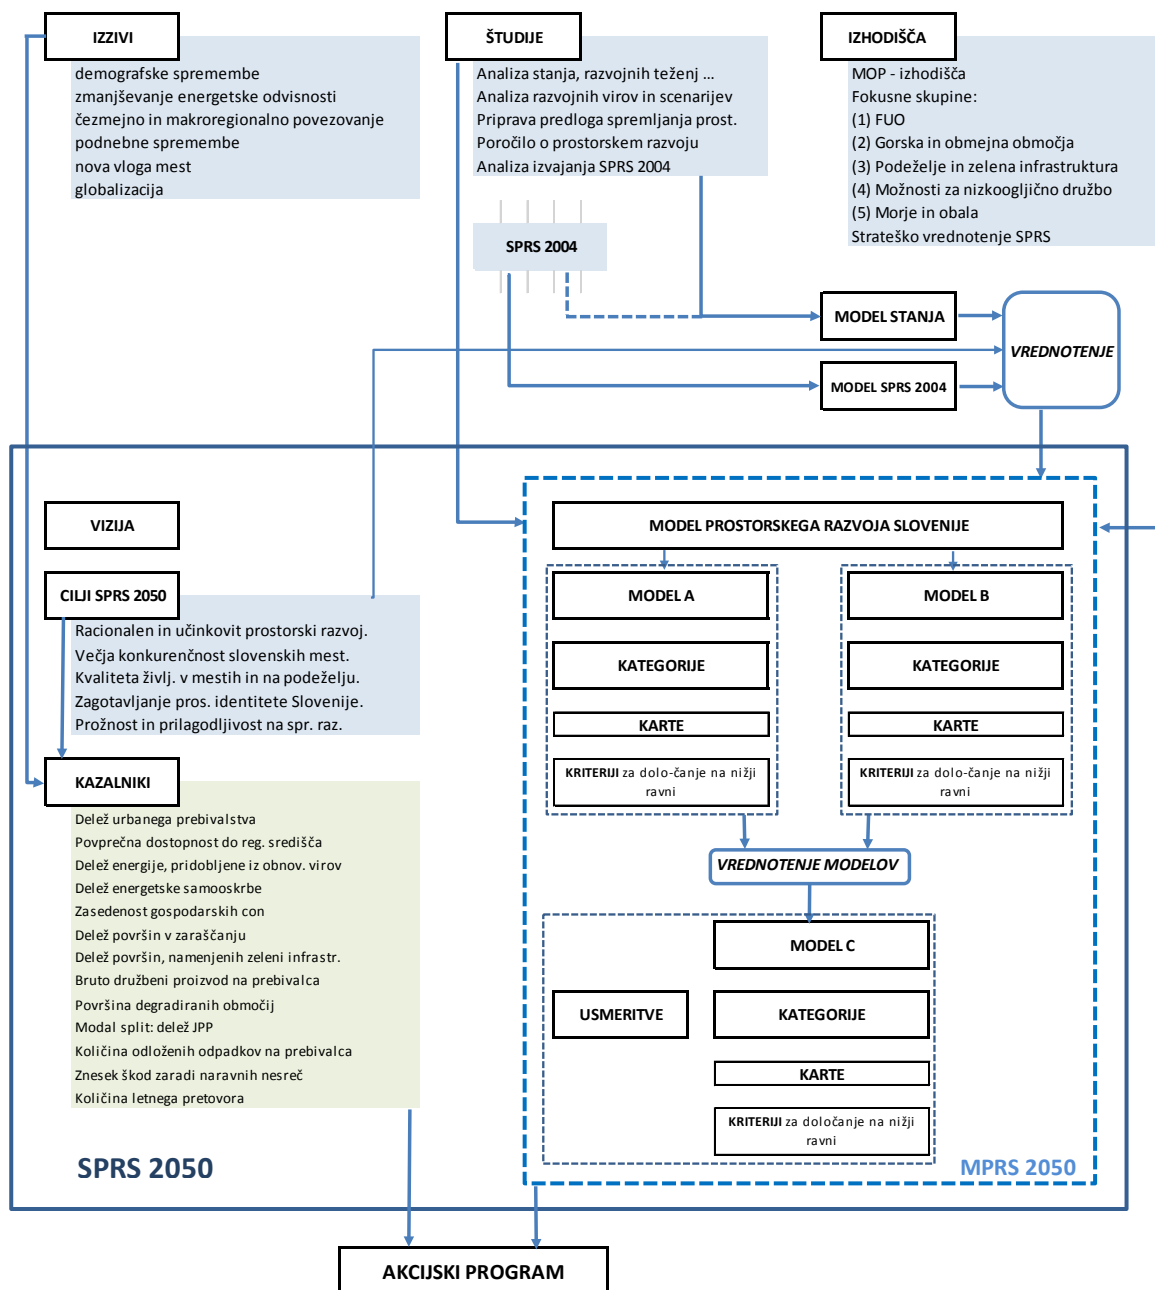 IZZIVI
demografske spremembe
zmanjševanje energetske odvisnosti
čezmejno in makroregionalno povezovanje
podnebne spremembe
nova vloga mest
globalizacija
ŠTUDIJE
Analiza stanja, razvojnih teženj ...
Analiza razvojnih virov in scenarijev
Priprava predloga spremljanja prost.
Poročilo o prostorskem razvoju
Analiza izvajanja SPRS 2004
IZHODIŠČA
MOP - izhodišča
Fokusne skupine:
(1) FUO
(2) Gorska in obmejna območja
(3) Podeželje in zelena infrastruktura
(4) Možnosti za nizkoogljično družbo
(5) Morje in obala
Strateško vrednotenje SPRS
SPRS 2004
MODEL STANJA
VREDNOTENJE
MODEL SPRS 2004
VIZIJA
CILJI SPRS 2050
Racionalen in učinkovit prostorski razvoj.
Večja konkurenčnost slovenskih mest.
Kvaliteta življ. v mestih in na podeželju.
Zagotavljanje pros. identitete Slovenije.
Prožnost in prilagodljivost na spr. raz.
KAZALNIKI
Delež urbanega prebivalstva
Povprečna dostopnost do reg. središča
Delež energije, pridobljene iz obnov. virov
Delež energetske samooskrbe
Zasedenost gospodarskih con
Delež površin v zaraščanju
Delež površin, namenjenih zeleni infrastr.
Bruto družbeni proizvod na prebivalca
Površina degradiranih območij
Modal split: delež JPP
Količina odloženih odpadkov na prebivalca
Znesek škod zaradi naravnih nesreč
Količina letnega pretovora
SPRS 2050
MODEL PROSTORSKEGA RAZVOJA SLOVENIJE
MODEL A
KATEGORIJE
KARTE
KRITERIJI za dolo-čanje na nižji
ravni
MODEL B
KATEGORIJE
KARTE
KRITERIJI za dolo-čanje na nižji
ravni
VREDNOTENJE MODELOV
MODEL C
USMERITVE
KATEGORIJE
KARTE
KRITERIJI za določanje na nižji
ravni
MPRS 2050
AKCIJSKI PROGRAM